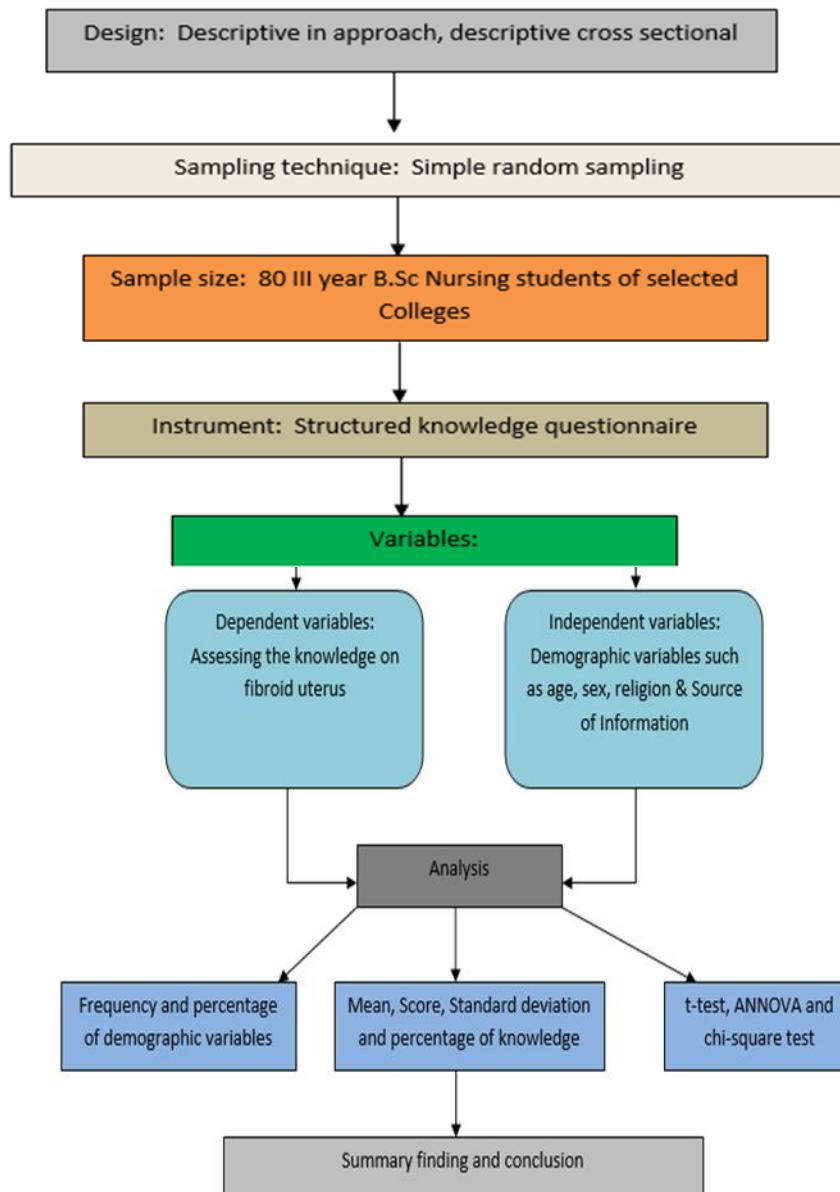 Design: Descriptive in approach, descriptive cross sectional
Sampling technique: Simple random sampling
Sample size: 80 III year B.Sc Nursing students of selected
Colleges
Instrument: Structured knowledge questionnaire
Variables:
Dependent variables:
Assessing the knowledge on
fibroid uterus
Independent variables:
Demographic variables such
as age, sex, religion & Source
of Information
Analysis
Frequency and percentage
of demographic variables
Mean, Score, Standard deviation
and percentage of knowledge
t-test, ANNOVA and
chi-square test
Summary finding and conclusion